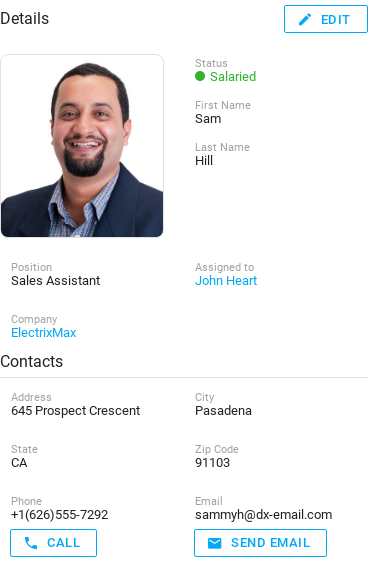 Details
EDIT
Status
Salaried
First Name
Sam
Last Name
Hill
Position
Sales Assistant
Assigned to
John Heart
Company
ElectrixMax
Contacts
Address
645 Prospect Crescent
City
Pasadena
State
CA
Zip Code
91103
Phone
+1(626)555-7292
Email
sammyh@dx-email.com
CALL
SEND EMAIL